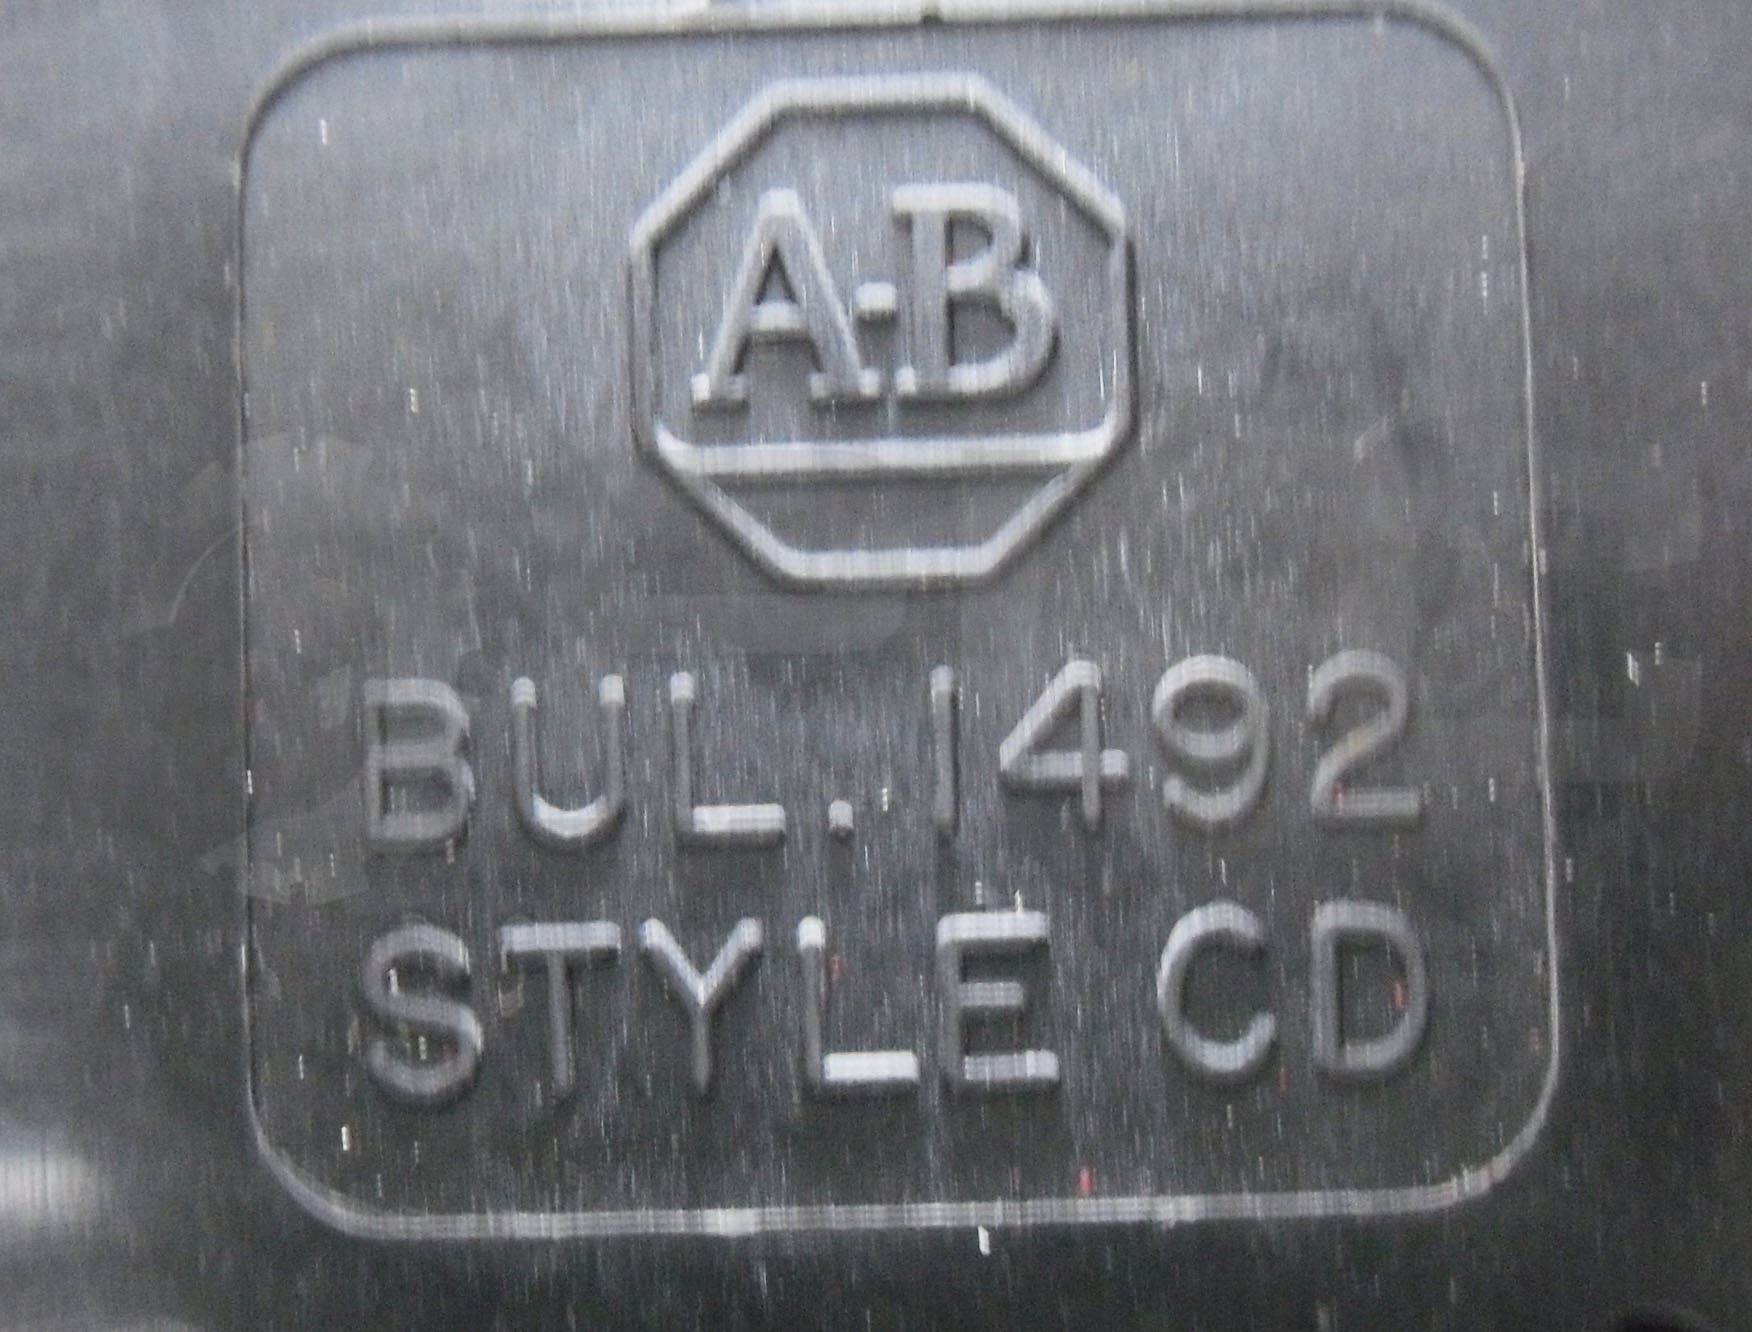 A·B
BUL. 1492
STYLE CD